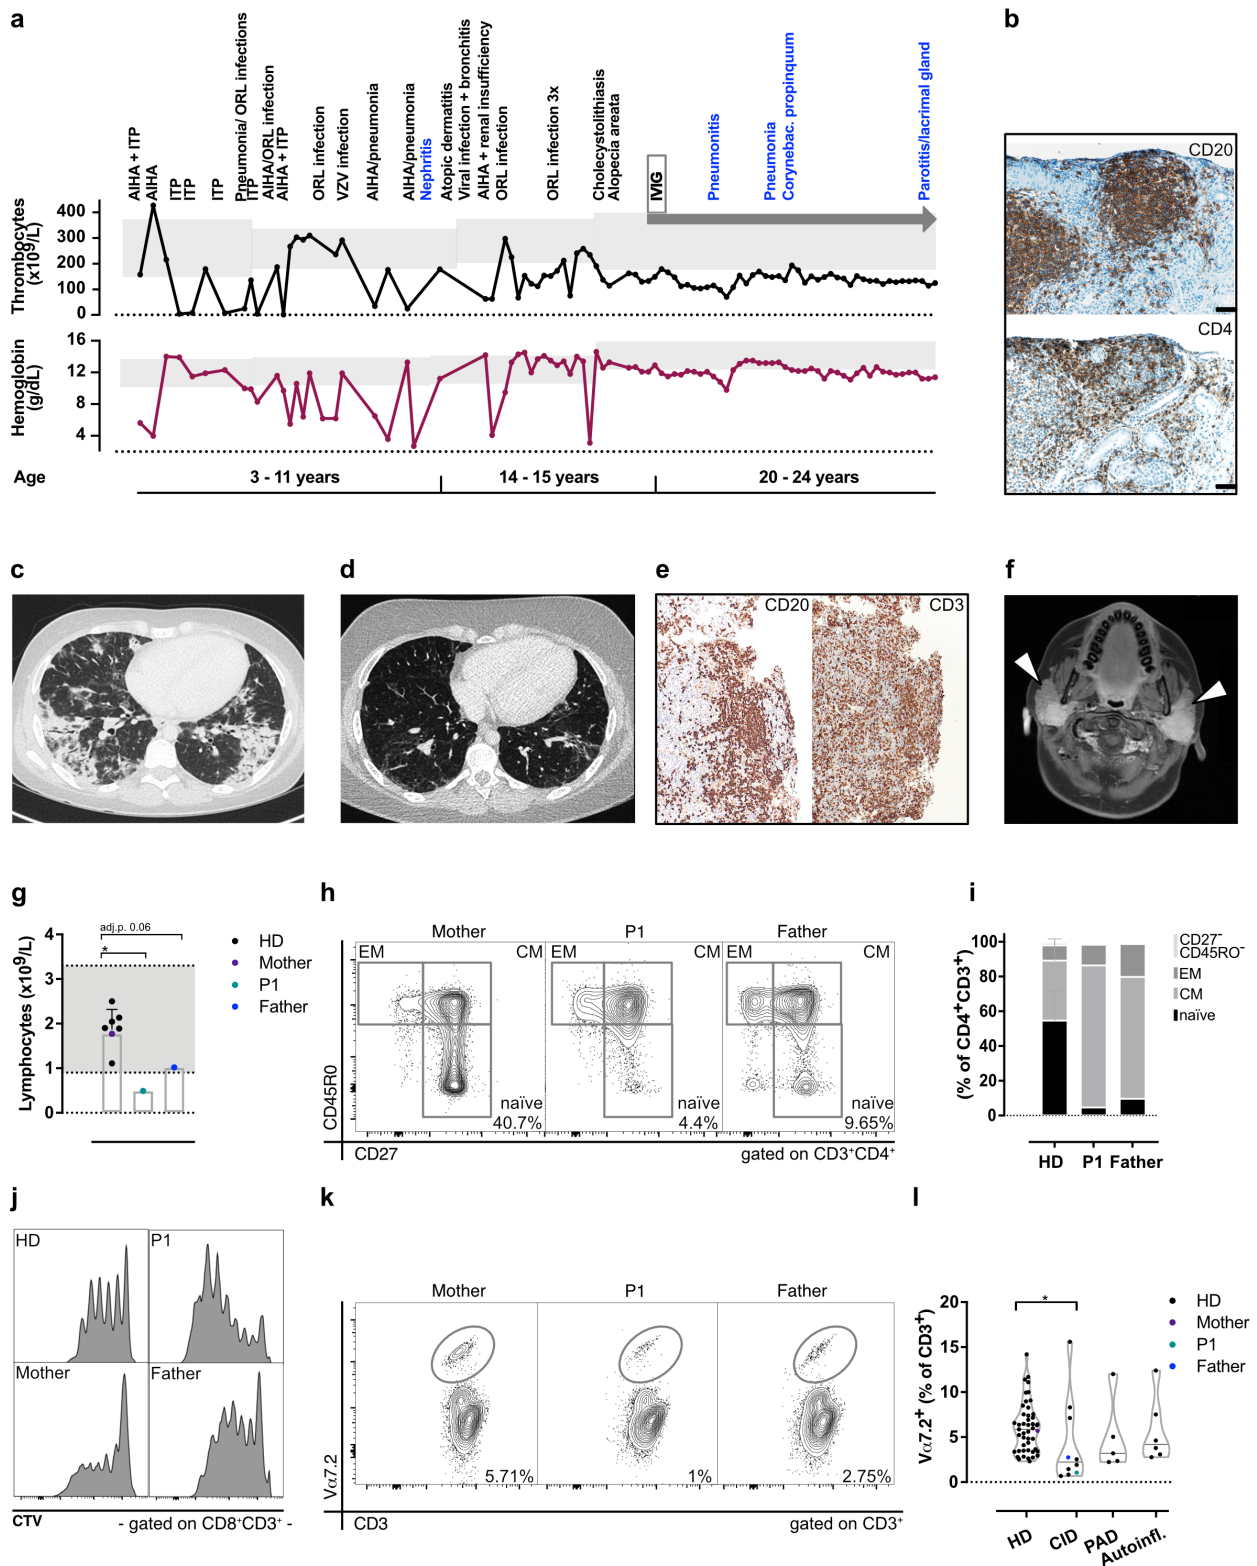 a
AIHA + ITP
AIHA
ITP
ITP
ITP
Pneumonia/ ORL infections
ITP
AIHA/ORL infection
AIHA + ITP
ORL infection
VZV infection
AIHA/pneumonia
AIHA/pneumonia
Nephritis
Atopic dermatitis
Viral infection + bronchitis
AIHA + renal insufficiency
ORL infection
ORL infection 3x
Cholecystolithiasis
Alopecia areata
IVIG
Pneumonitis
Pneumonia
Corynebac. propinquum
Parotitis/lacrimal gland
Thrombocytes
(x10⁹/L)
400
300
200
100
0
Hemoglobin
(g/dL)
16
12
8
4
Age
3 - 11 years
14 - 15 years
20 - 24 years
b
CD20
CD4
c
d
e
CD20
CD3
f
g
Lymphocytes (x10⁹/L)
4
3
2
1
0
adj.p. 0.06
*
HD
Mother
P1
Father
h
Mother
P1
Father
EM
CM
EM
CM
EM
CM
naïve
40.7%
naïve
4.4%
naïve
9.65%
CD45R0
CD27
gated on CD3⁺CD4⁺
i
(% of CD4⁺CD3⁺)
100
80
60
40
20
0
HD
P1
Father
CD27⁻
CD45RO⁻
EM
CM
naïve
j
HD
P1
Mother
Father
CTV
- gated on CD8⁺CD3⁺ -
k
Mother
P1
Father
5.71%
1%
2.75%
Vα7.2
CD3
gated on CD3⁺
l
Vα7.2⁺ (% of CD3⁺)
20
15
10
5
0
*
HD
CID
PAD
Autoinfl.
HD
Mother
P1
Father